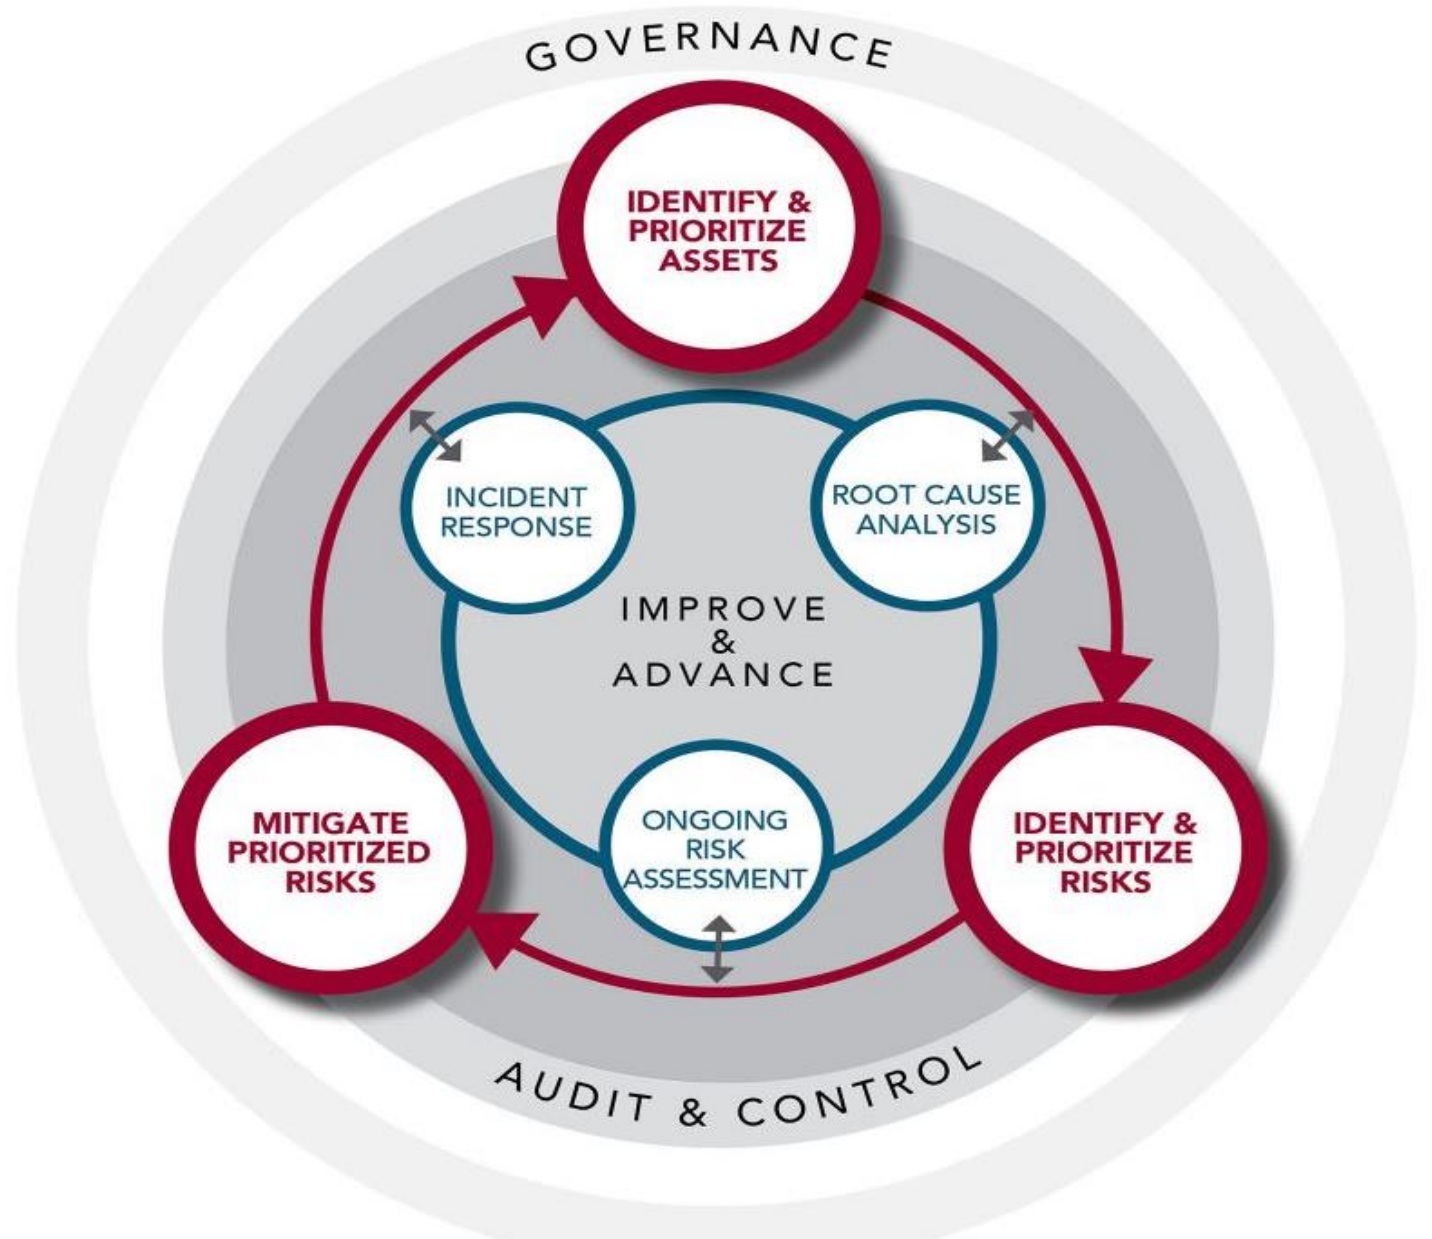 GOVERNANCE
IDENTIFY &
PRIORITIZE
ASSETS
INCIDENT
RESPONSE
ROOT CAUSE
ANALYSIS
IMPROVE
&
ADVANCE
MITIGATE
PRIORITIZED
RISKS
ONGOING
RISK
ASSESSMENT
IDENTIFY &
PRIORITIZE
RISKS
AUDIT & CONTROL